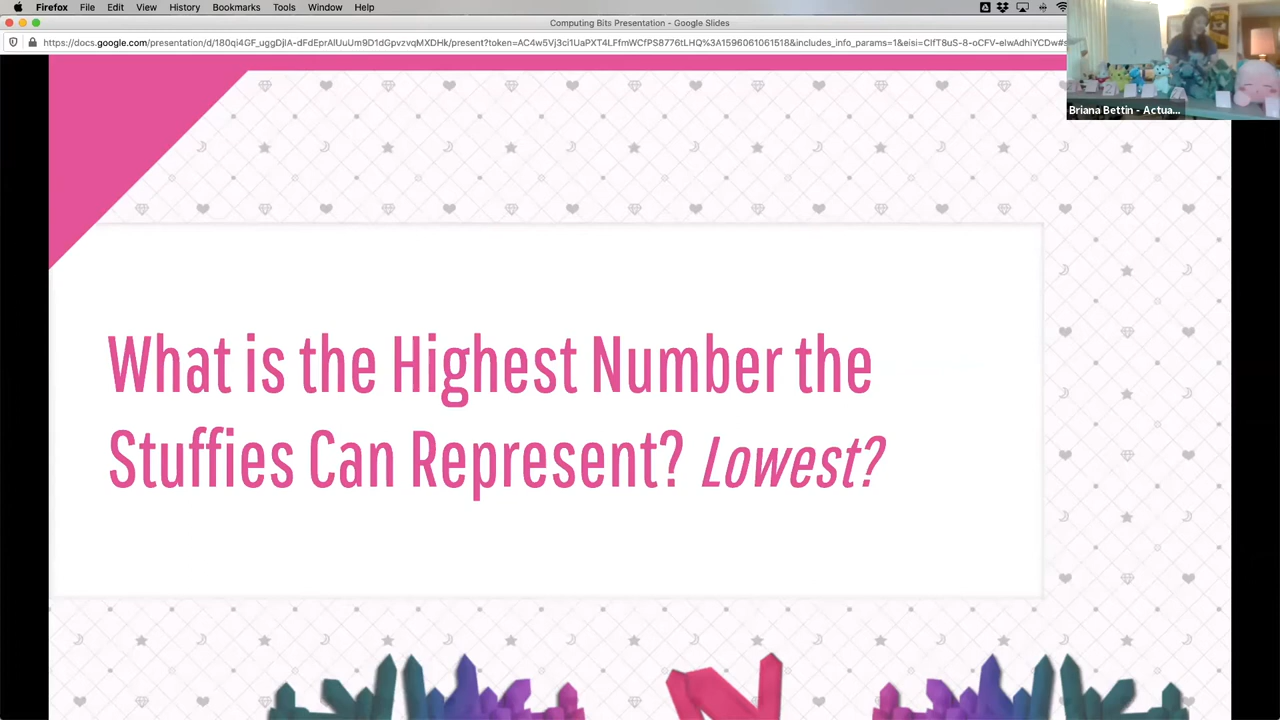 Firefox File Edit View History Bookmarks Tools Window Help
Computing Bits Presentation - Google Slides
Briana Bettin - Actua...
What is the Highest Number the
Stuffies Can Represent? Lowest?